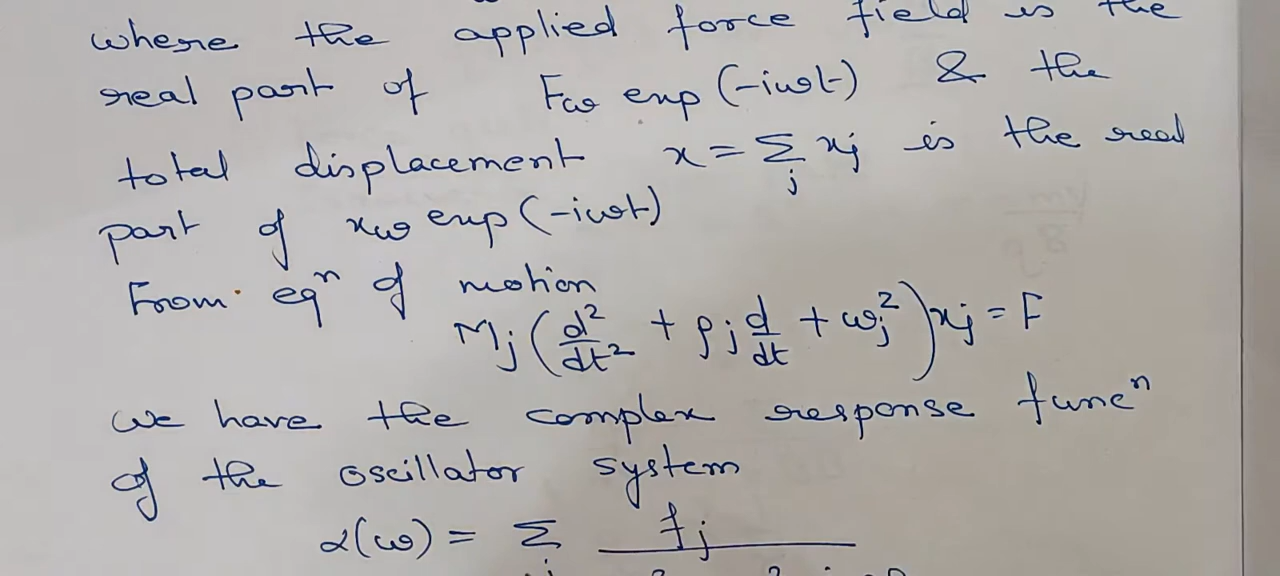 where the applied force field is the
real part of F_ω exp (-iωt) & the
total displacement x = Σ_j x_j is the real
part of x_ω exp (-iωt)
From eqⁿ of motion
M_j (d²/dt² + ρ_j d/dt + ω_j²) x_j = F
we have the complex response funcⁿ
of the oscillator system
α(ω) = Σ_j f_j